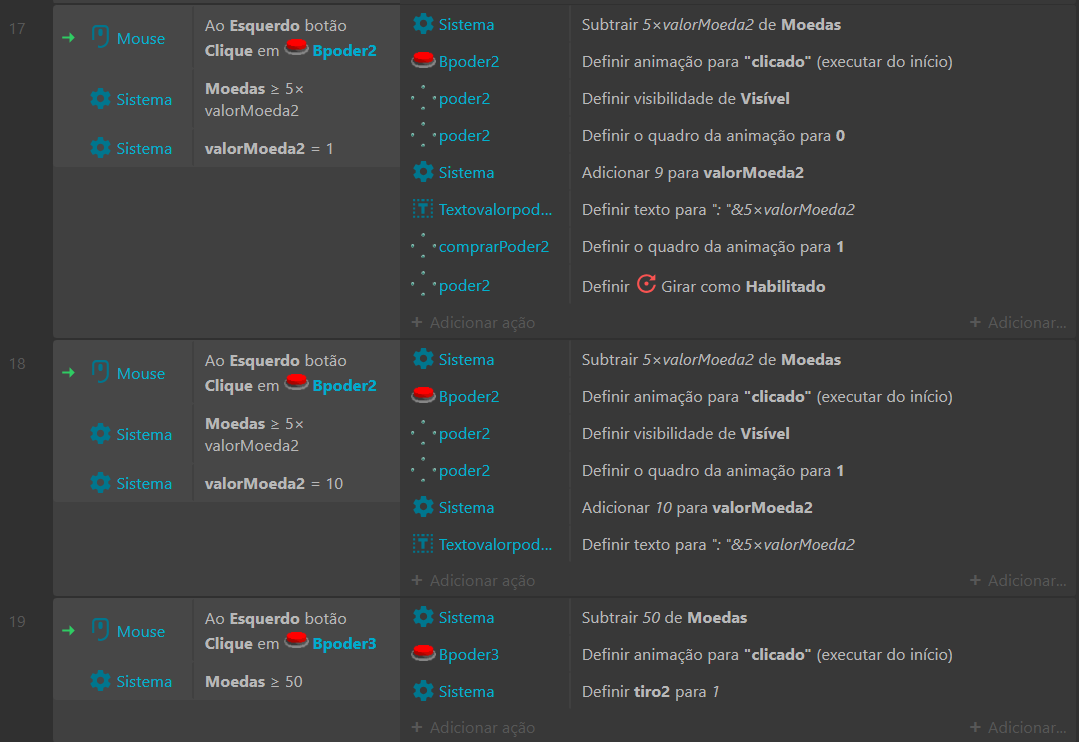 17
Mouse
Ao Esquerdo botão
Clique em Bpoder2
Sistema
Moedas ≥ 5×
valorMoeda2
Sistema
valorMoeda2 = 1
Sistema
Subtrair 5×valorMoeda2 de Moedas
Bpoder2
Definir animação para "clicado" (executar do início)
poder2
Definir visibilidade de Visível
poder2
Definir o quadro da animação para 0
Sistema
Adicionar 9 para valorMoeda2
Textovalorpod...
Definir texto para ": "&5×valorMoeda2
comprarPoder2
Definir o quadro da animação para 1
poder2
Definir Girar como Habilitado
+ Adicionar ação
+ Adicionar...
18
Mouse
Ao Esquerdo botão
Clique em Bpoder2
Sistema
Moedas ≥ 5×
valorMoeda2
Sistema
valorMoeda2 = 10
Sistema
Subtrair 5×valorMoeda2 de Moedas
Bpoder2
Definir animação para "clicado" (executar do início)
poder2
Definir visibilidade de Visível
poder2
Definir o quadro da animação para 1
Sistema
Adicionar 10 para valorMoeda2
Textovalorpod...
Definir texto para ": "&5×valorMoeda2
+ Adicionar ação
+ Adicionar...
19
Mouse
Ao Esquerdo botão
Clique em Bpoder3
Sistema
Moedas ≥ 50
Sistema
Subtrair 50 de Moedas
Bpoder3
Definir animação para "clicado" (executar do início)
Sistema
Definir tiro2 para 1
+ Adicionar ação
+ Adicionar...